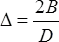 Δ = 2B/D